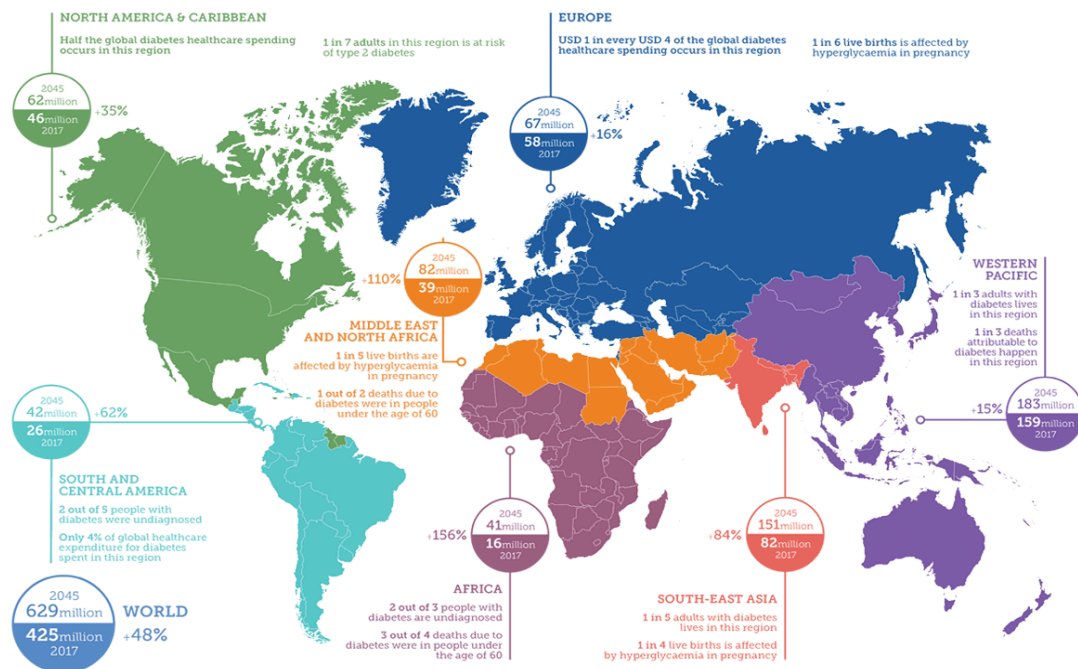 NORTH AMERICA & CARIBBEAN
Half the global diabetes healthcare spending
occurs in this region
1 in 7 adults in this region is at risk
of type 2 diabetes
2045
62million
46million
2017
+35%
EUROPE
USD 1 in every USD 4 of the global diabetes
healthcare spending occurs in this region
1 in 6 live births is affected by
hyperglycaemia in pregnancy
2045
67million
58million
2017
+16%
2045
82million
39million
2017
+110%
MIDDLE EAST
AND NORTH AFRICA
1 in 5 live births are
affected by hyperglycaemia
in pregnancy
1 out of 2 deaths due to
diabetes were in people
under the age of 60
WESTERN
PACIFIC
1 in 3 adults with
diabetes lives in
this region
1 in 3 deaths
attributable to
diabetes happen
in this region
+15%
2045
183million
159million
2017
2045
42million
26million
2017
+62%
SOUTH AND
CENTRAL AMERICA
2 out of 5 people with
diabetes were undiagnosed
Only 4% of global healthcare
expenditure for diabetes
spent in this region
2045
41million
16million
2017
+156%
AFRICA
2 out of 3 people with
diabetes are undiagnosed
3 out of 4 deaths due to
diabetes were in people under
the age of 60
2045
151million
82million
2017
+84%
SOUTH-EAST ASIA
1 in 5 adults with diabetes
lives in this region
1 in 4 live births is affected
by hyperglycaemia in pregnancy
2045
629million
425million
2017
WORLD
+48%